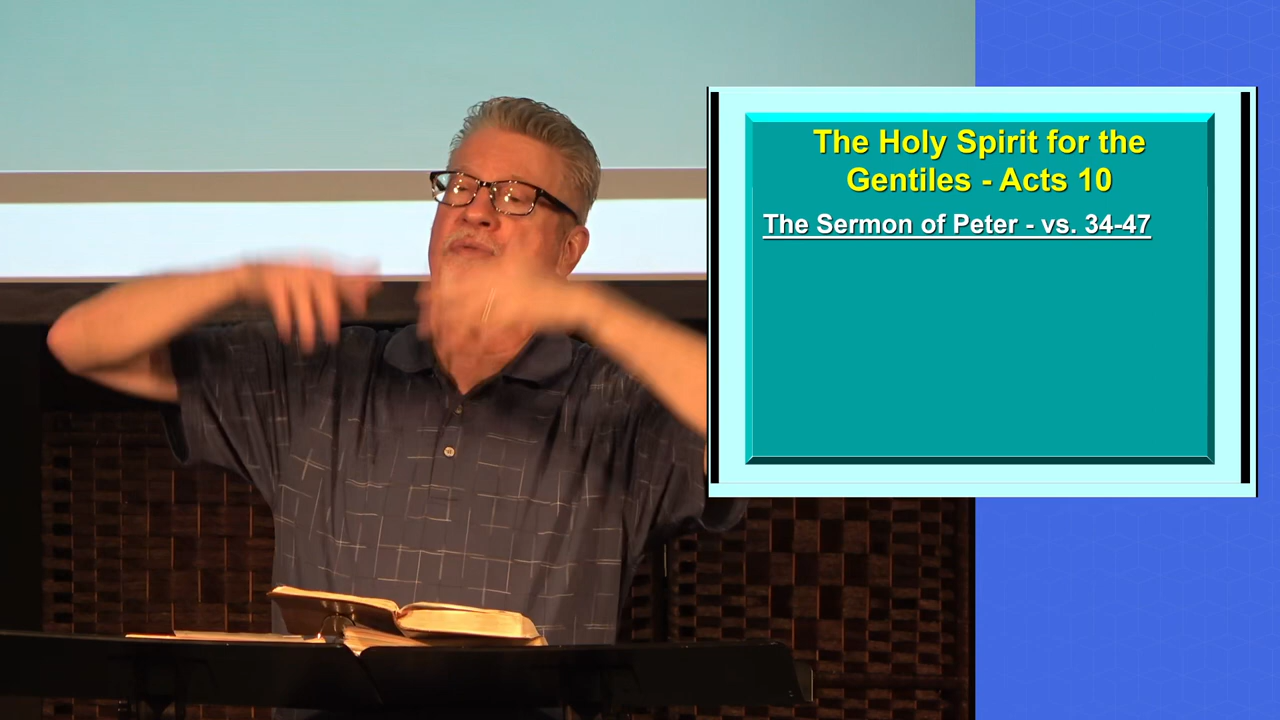 The Holy Spirit for the
Gentiles - Acts 10
The Sermon of Peter - vs. 34-47